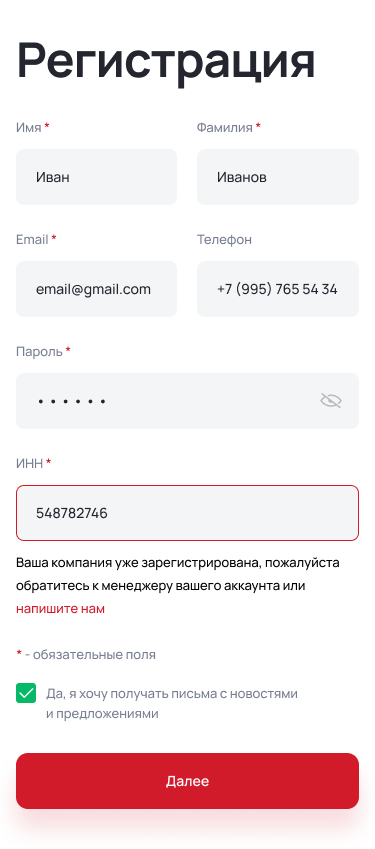 Регистрация
Имя *
Фамилия *
Иван
Иванов
Email *
Телефон
email@gmail.com
+7 (995) 765 54 34
Пароль *
• • • • • •
ИНН *
548782746
Ваша компания уже зарегистрирована, пожалуйста
обратитесь к менеджеру вашего аккаунта или
напишите нам
* - обязательные поля
Да, я хочу получать письма с новостями
и предложениями
Далее